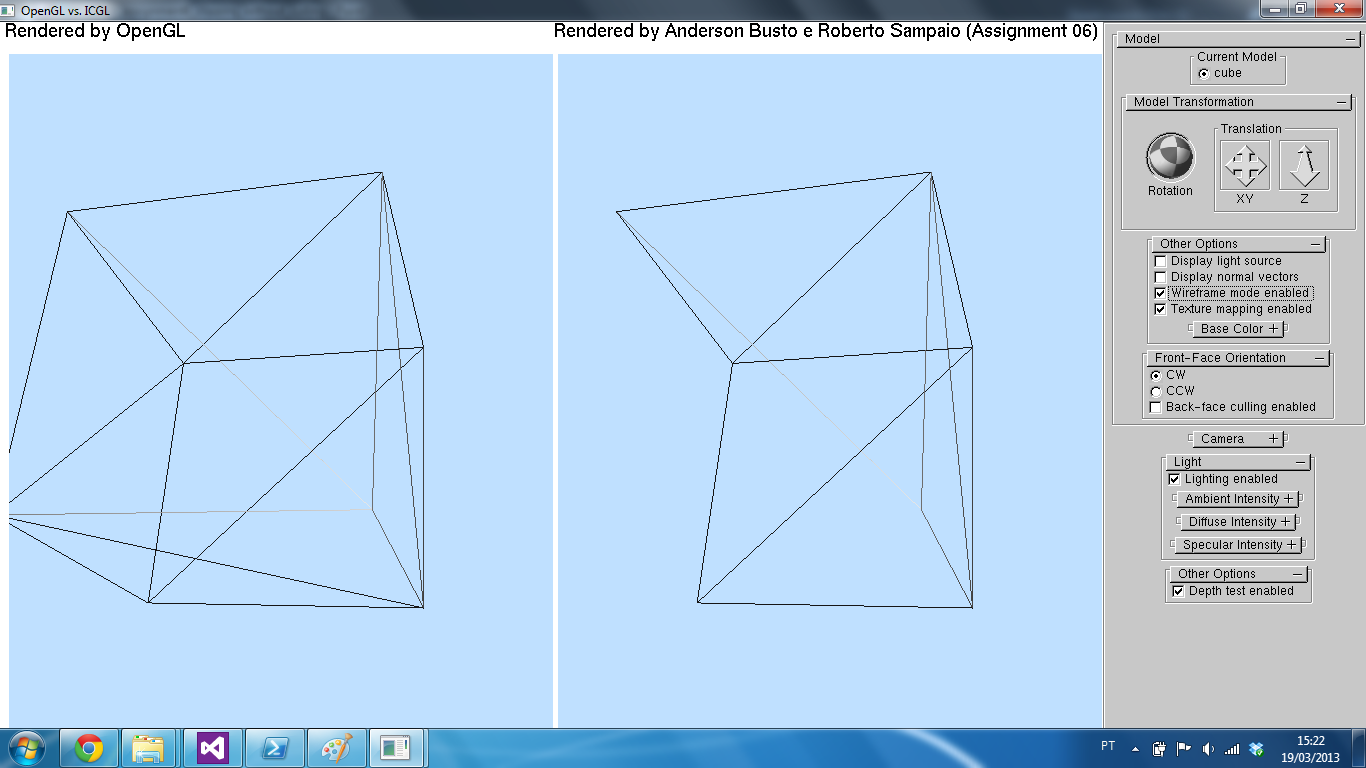 OpenGL vs. ICGL
Rendered by OpenGL
Rendered by Anderson Busto e Roberto Sampaio (Assignment 06)
Model
Current Model
cube
Model Transformation
Translation
Rotation
XY
Z
Other Options
Display light source
Display normal vectors
Wireframe mode enabled
Texture mapping enabled
Base Color
Front-Face Orientation
CW
CCW
Back-face culling enabled
Camera
Light
Lighting enabled
Ambient Intensity
Diffuse Intensity
Specular Intensity
Other Options
Depth test enabled
PT
15:22
19/03/2013